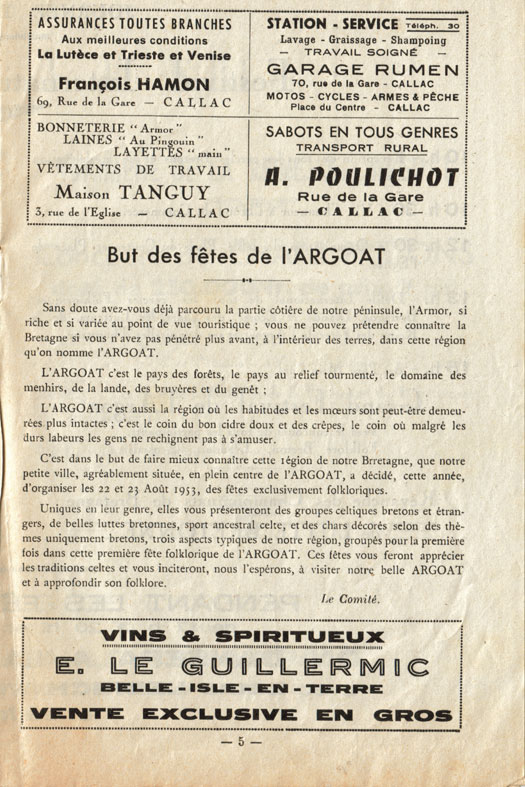 ASSURANCES TOUTES BRANCHES
Aux meilleures conditions
La Lutèce et Trieste et Venise
François HAMON
69, Rue de la Gare — CALLAC
STATION - SERVICE Téléph. 30
Lavage - Graissage - Shampoing
— TRAVAIL SOIGNÉ —
GARAGE RUMEN
70, rue de la Gare - CALLAC
MOTOS - CYCLES - ARMES & PÊCHE
Place du Centre - CALLAC
BONNETERIE “ Armor ”
LAINES “ Au Pingouin ”
LAYETTES “ main ”
VÊTEMENTS DE TRAVAIL
Maison TANGUY
3, rue de l'Eglise — CALLAC
SABOTS EN TOUS GENRES
TRANSPORT RURAL
A. POULICHOT
Rue de la Gare
— CALLAC —
But des fêtes de l'ARGOAT
Sans doute avez-vous déjà parcouru la partie côtière de notre péninsule, l'Armor, si
riche et si variée au point de vue touristique ; vous ne pouvez prétendre connaître la
Bretagne si vous n'avez pas pénétré plus avant, à l'intérieur des terres, dans cette région
qu'on nomme l'ARGOAT.
L'ARGOAT c'est le pays des forêts, le pays au relief tourmenté, le domaine des
menhirs, de la lande, des bruyères et du genêt ;
L'ARGOAT c'est aussi la région où les habitudes et les mœurs sont peut-être demeu-
rées plus intactes ; c'est le coin du bon cidre doux et des crêpes, le coin où malgré les
durs labeurs les gens ne rechignent pas à s'amuser.
C'est dans le but de faire mieux connaître cette région de notre Brretagne, que notre
petite ville, agréablement située, en plein centre de l'ARGOAT, a décidé, cette année,
d'organiser les 22 et 23 Août 1953, des fêtes exclusivement folkloriques.
Uniques en leur genre, elles vous présenteront des groupes celtiques bretons et étran-
gers, de belles luttes bretonnes, sport ancestral celte, et des chars décorés selon des thè-
mes uniquement bretons, trois aspects typiques de notre région, groupés pour la première
fois dans cette première fête folklorique de l'ARGOAT. Ces fêtes vous feront apprécier
les traditions celtes et vous inciteront, nous l'espérons, à visiter notre belle ARGOAT
et à approfondir son folklore.
Le Comité.
VINS & SPIRITUEUX
E. LE GUILLERMIC
BELLE-ISLE-EN-TERRE
VENTE EXCLUSIVE EN GROS
— 5 —